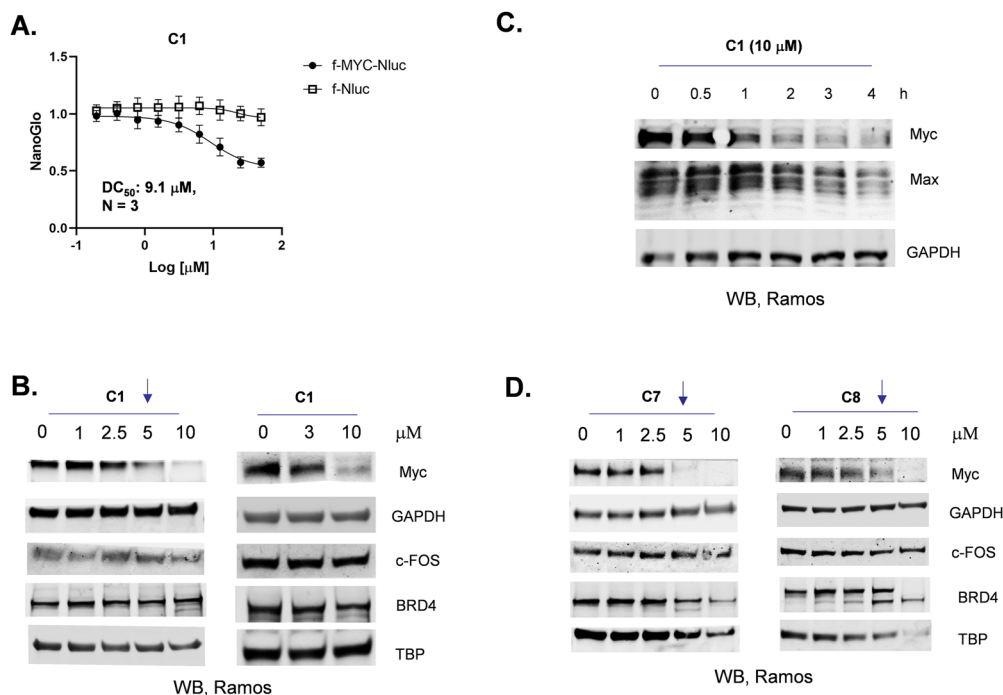 A.
C1
1.5
1.0
0.5
0.0
NanoGlo
-1 0 1 2
Log [μM]
DC50: 9.1 μM,
N = 3
f-MYC-Nluc
f-Nluc
C.
C1 (10 μM)
0 0.5 1 2 3 4 h
Myc
Max
GAPDH
WB, Ramos
B.
C1
0 1 2.5 5 10
C1
0 3 10 μM
Myc
GAPDH
c-FOS
BRD4
TBP
WB, Ramos
D.
C7
0 1 2.5 5 10
C8
0 1 2.5 5 10 μM
Myc
GAPDH
c-FOS
BRD4
TBP
WB, Ramos